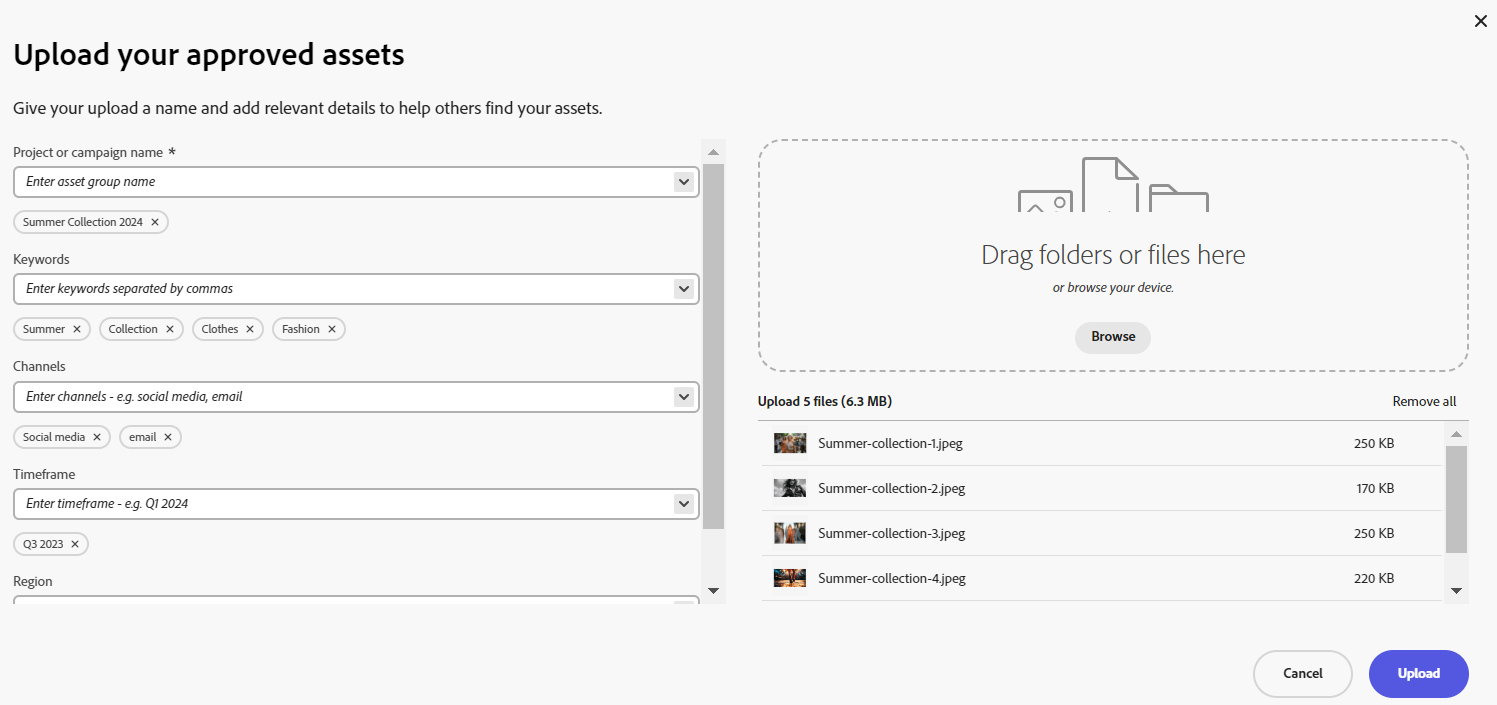 Upload your approved assets
Give your upload a name and add relevant details to help others find your assets.
Project or campaign name *
Enter asset group name
Summer Collection 2024
Keywords
Enter keywords separated by commas
Summer Collection Clothes Fashion
Channels
Enter channels - e.g. social media, email
Social media email
Timeframe
Enter timeframe - e.g. Q1 2024
Q3 2023
Region
Drag folders or files here
or browse your device.
Browse
Upload 5 files (6.3 MB) Remove all
Summer-collection-1.jpeg 250 KB
Summer-collection-2.jpeg 170 KB
Summer-collection-3.jpeg 250 KB
Summer-collection-4.jpeg 220 KB
Cancel Upload